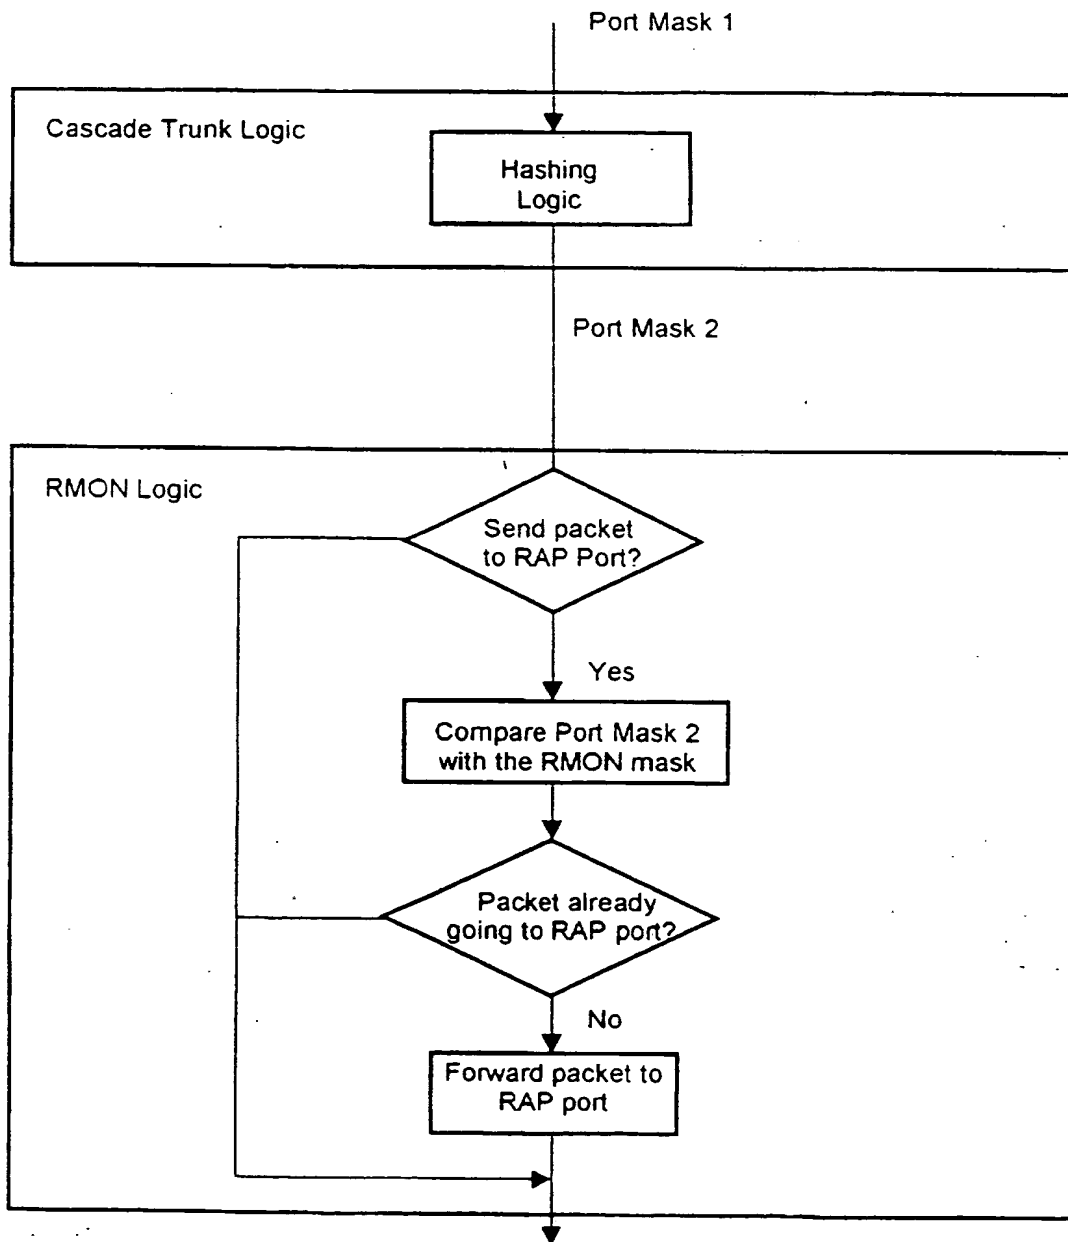 Port Mask 1
Cascade Trunk Logic
Hashing
Logic
Port Mask 2
RMON Logic
Send packet
to RAP Port?
Yes
Compare Port Mask 2
with the RMON mask
Packet already
going to RAP port?
No
Forward packet to
RAP port